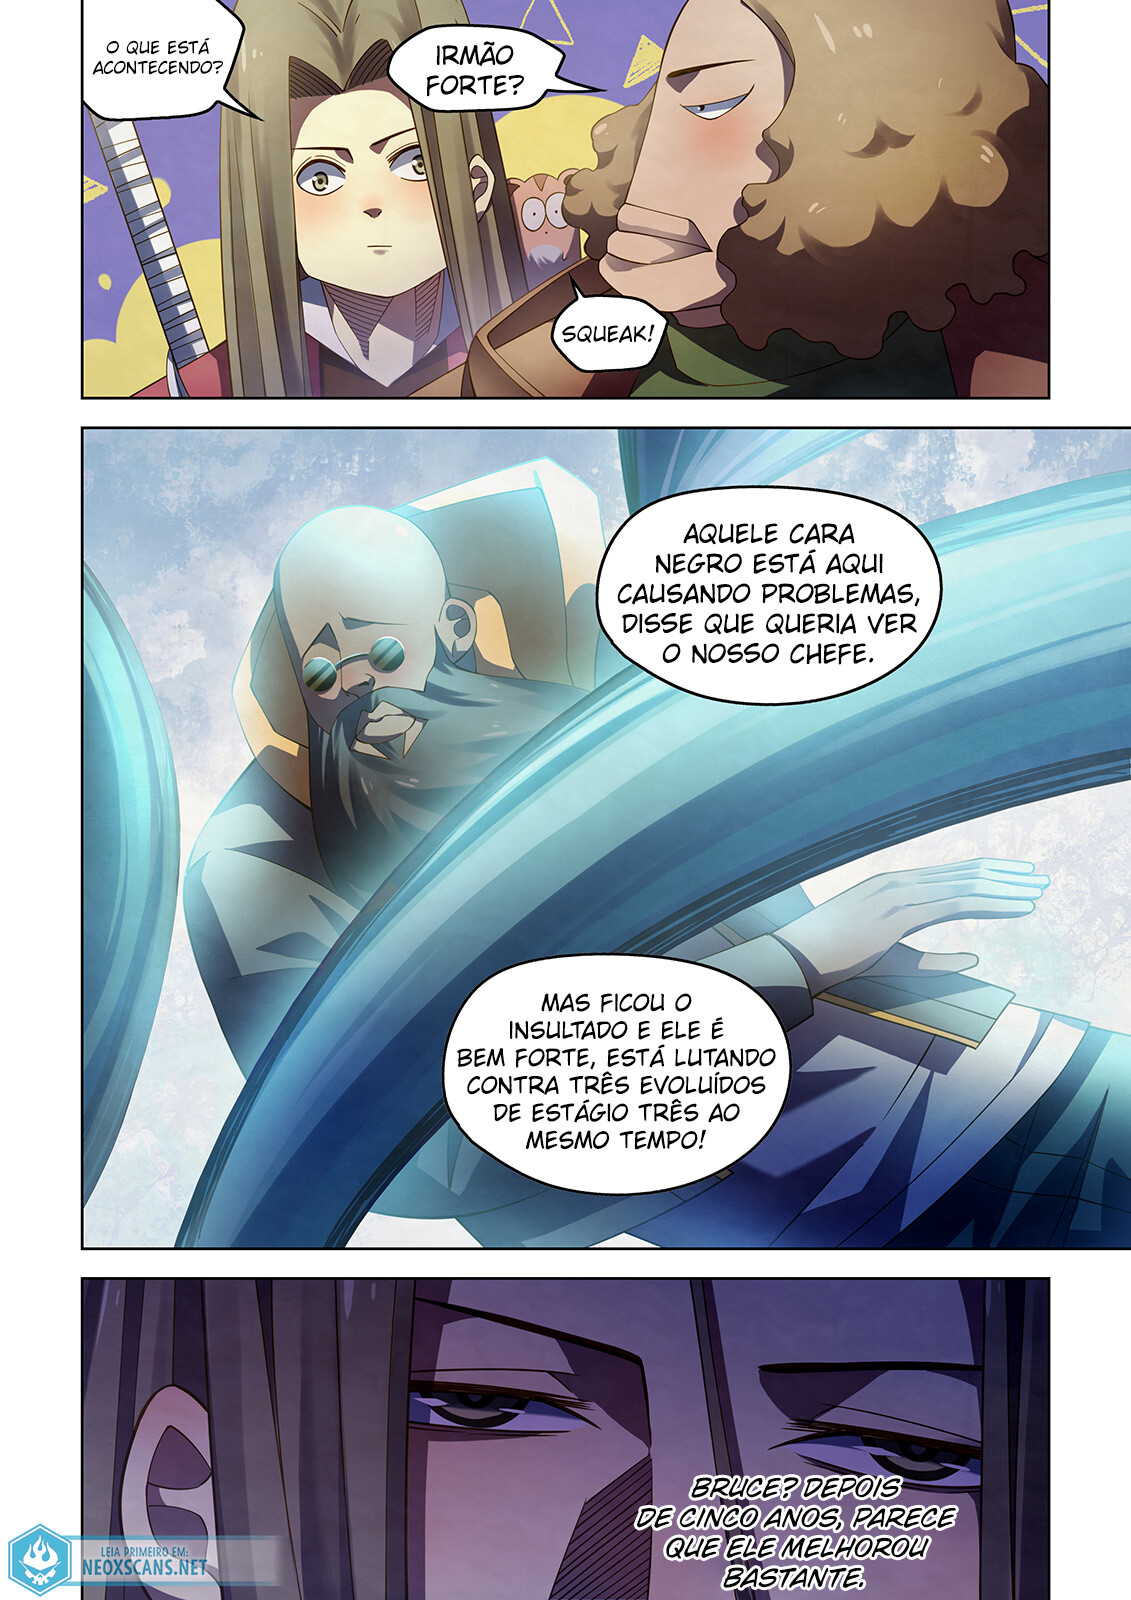 O QUE ESTÁ
ACONTECENDO?
IRMÃO
FORTE?
SQUEAK!
AQUELE CARA
NEGRO ESTÁ AQUI
CAUSANDO PROBLEMAS,
DISSE QUE QUERIA VER
O NOSSO CHEFE.
MAS FICOU O
INSULTADO E ELE É
BEM FORTE, ESTÁ LUTANDO
CONTRA TRÊS EVOLUÍDOS
DE ESTÁGIO TRÊS AO
MESMO TEMPO!
BRUCE? DEPOIS
DE CINCO ANOS, PARECE
QUE ELE MELHOROU
BASTANTE.
LEIA PRIMEIRO EM:
NEOXSCANS.NET